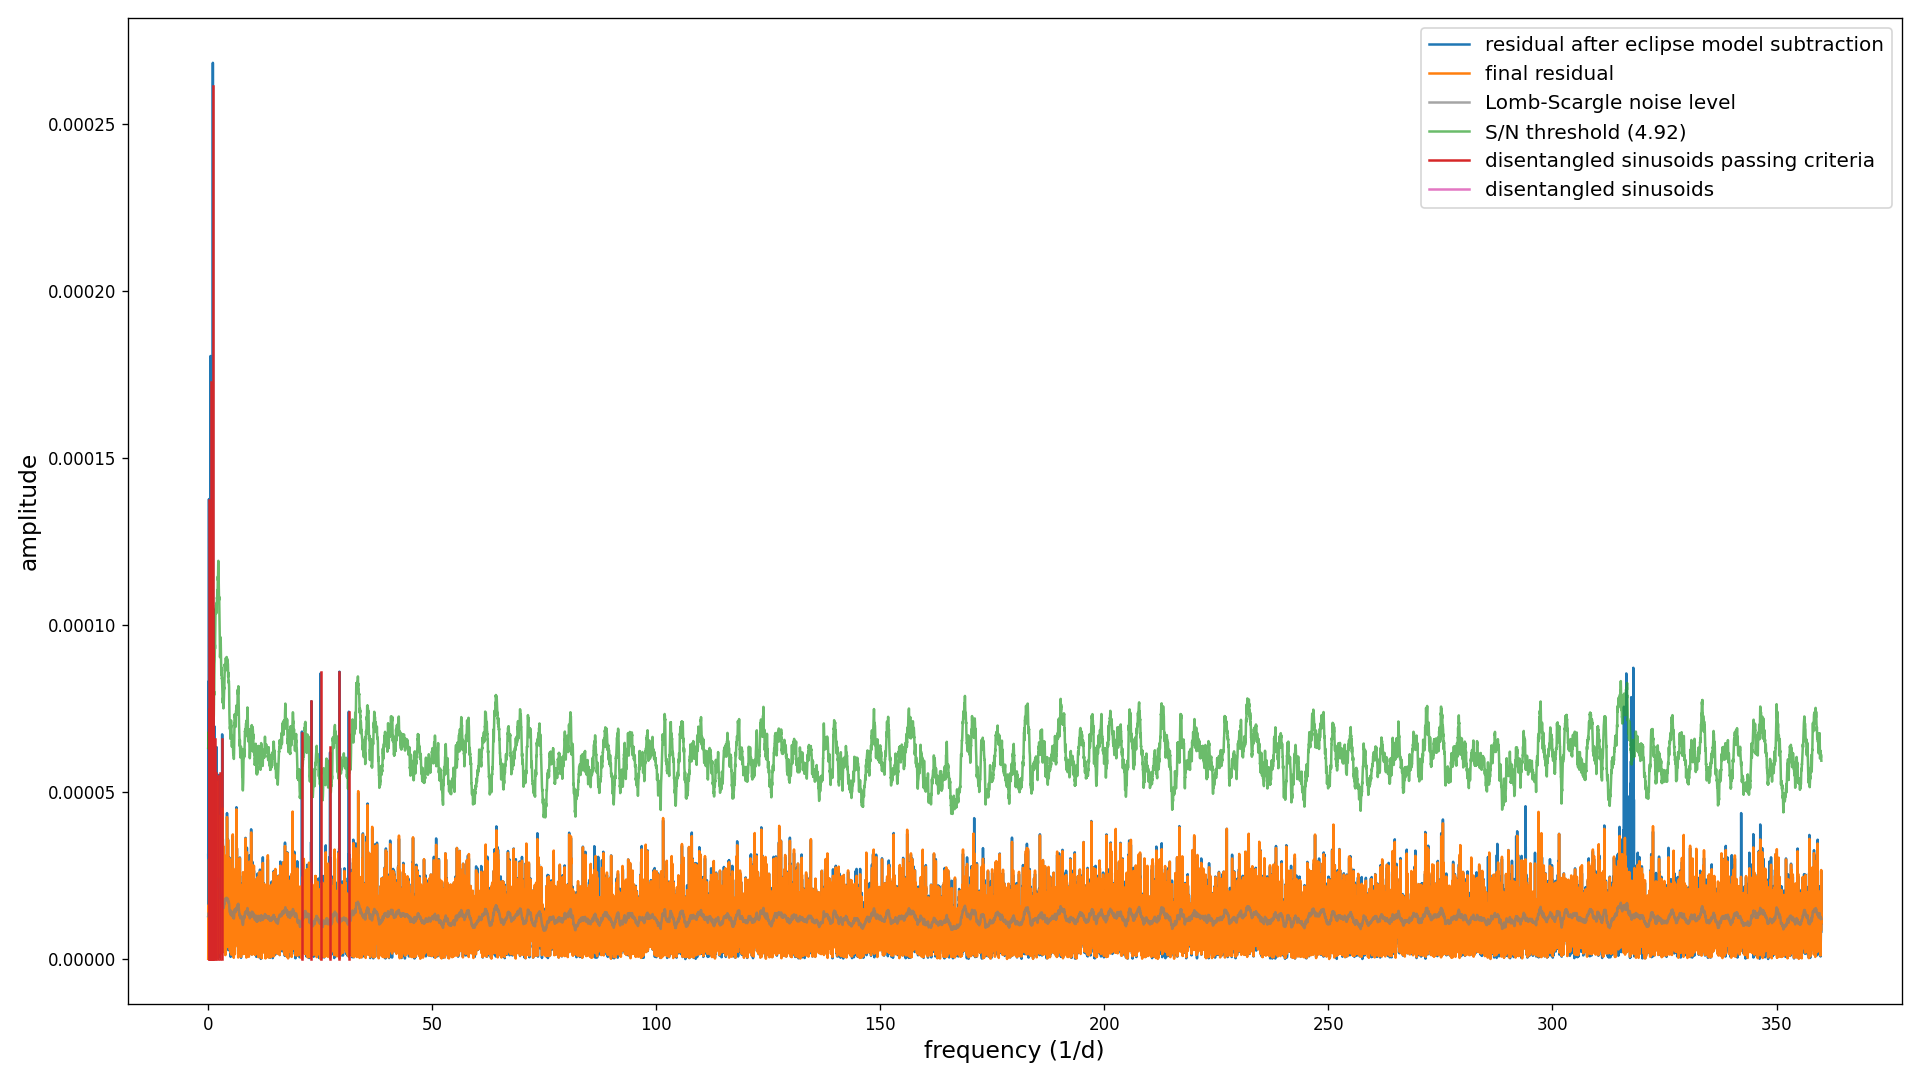 residual after eclipse model subtraction
final residual
Lomb-Scargle noise level
S/N threshold (4.92)
disentangled sinusoids passing criteria
disentangled sinusoids
amplitude
0.00025
0.00020
0.00015
0.00010
0.00005
0.00000
0 50 100 150 200 250 300 350
frequency (1/d)